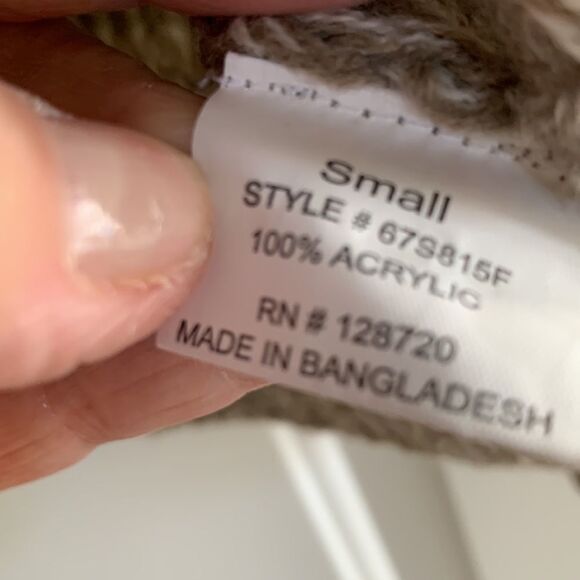 Small
STYLE # 67S815F
100% ACRYLIC
RN # 128720
MADE IN BANGLADESH